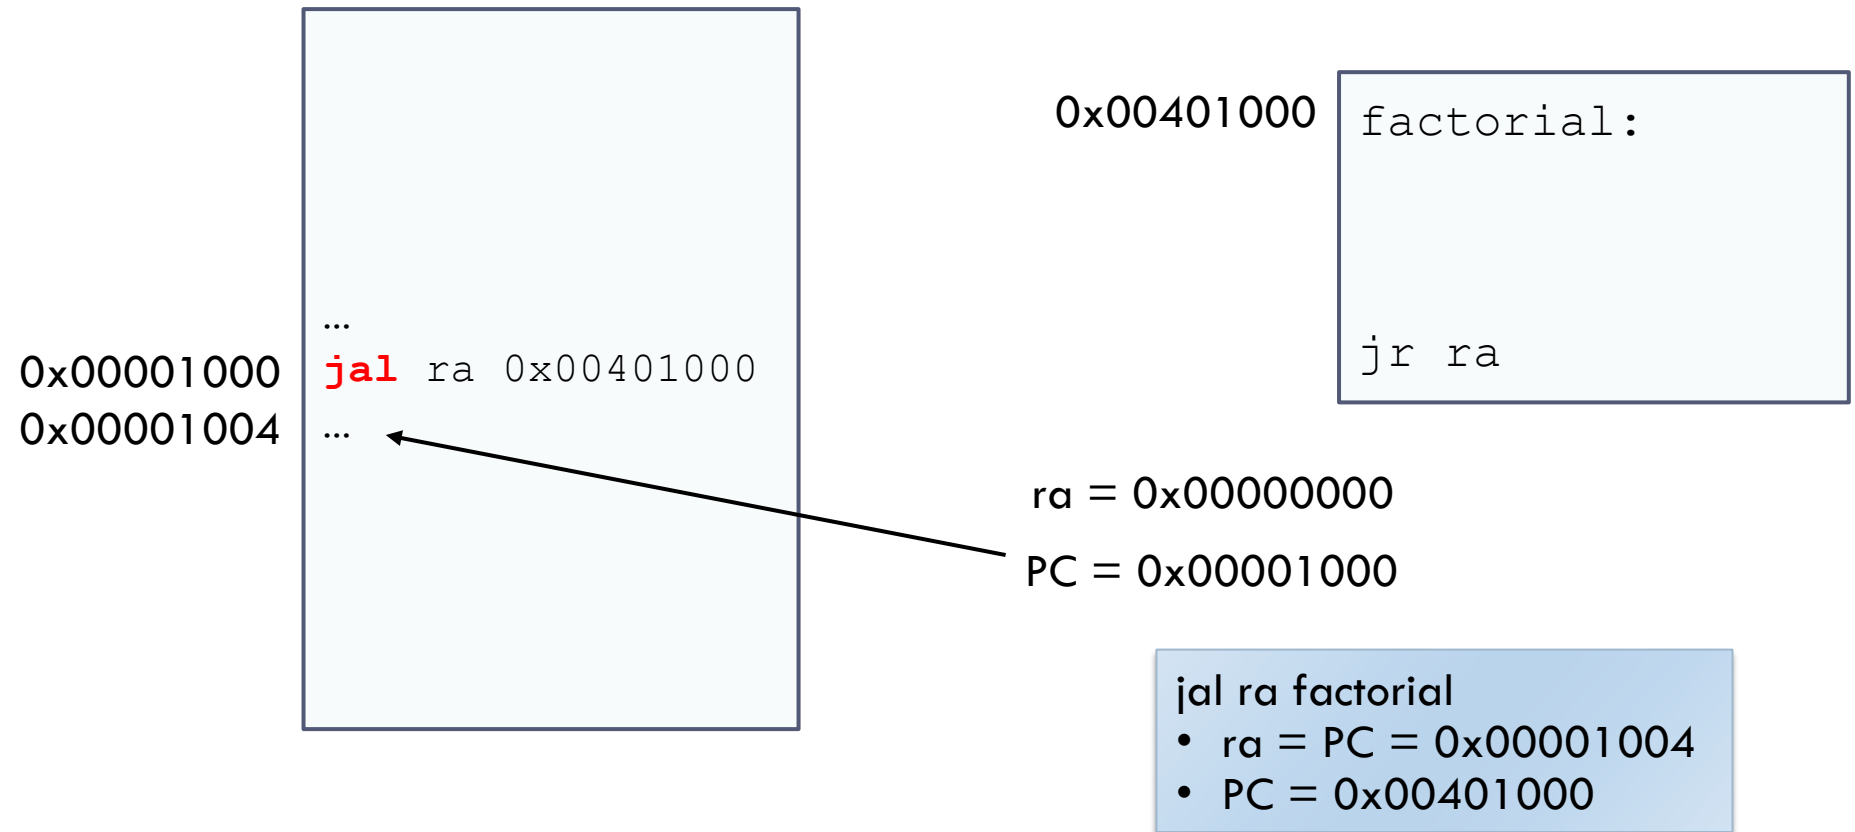 0x00401000
factorial:
jr ra
...
0x00001000
jal ra 0x00401000
0x00001004
...
ra = 0x00000000
PC = 0x00001000
jal ra factorial
• ra = PC = 0x00001004
• PC = 0x00401000